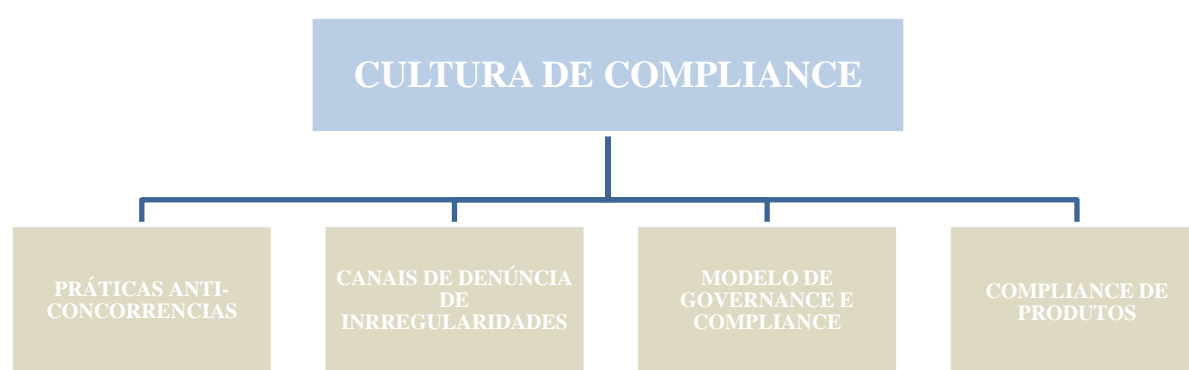 CULTURA DE COMPLIANCE
PRÁTICAS ANTI-
CONCORRENCIAS
CANAIS DE DENÚNCIA
DE
INRREGULARIDADES
MODELO DE
GOVERNANCE E
COMPLIANCE
COMPLIANCE DE
PRODUTOS